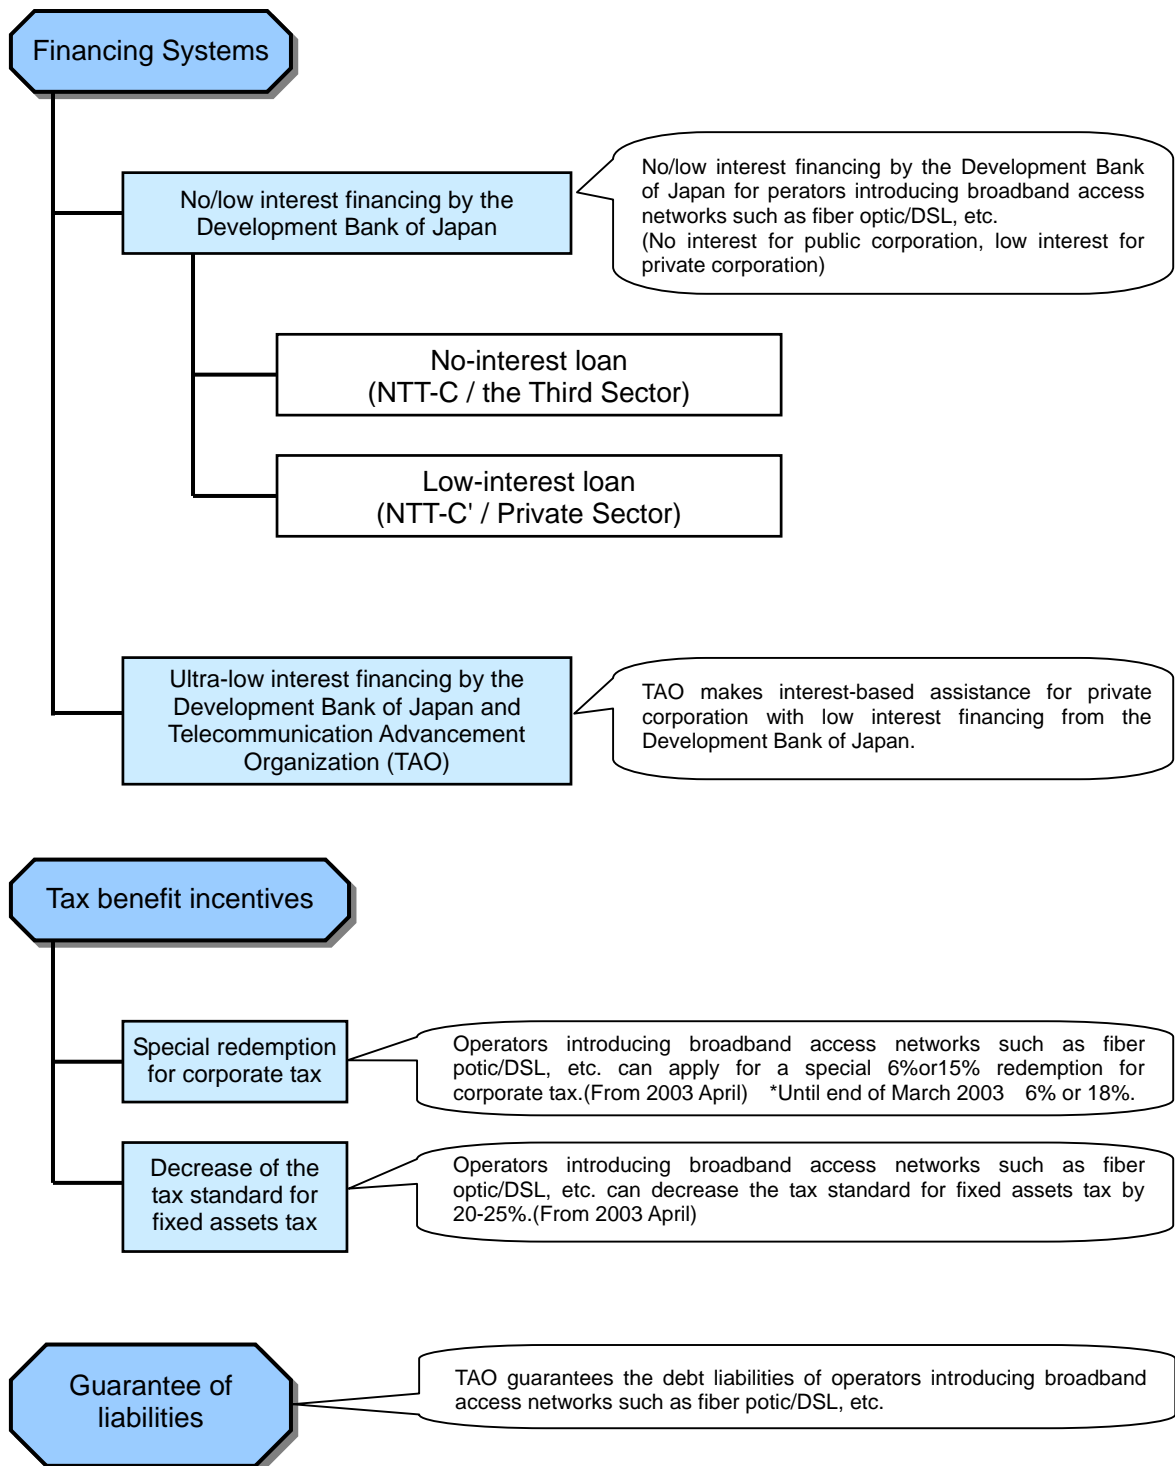 Financing Systems
No/low interest financing by the
Development Bank of Japan
No/low interest financing by the Development Bank
of Japan for perators introducing broadband access
networks such as fiber optic/DSL, etc.
(No interest for public corporation, low interest for
private corporation)
No-interest loan
(NTT-C / the Third Sector)
Low-interest loan
(NTT-C' / Private Sector)
Ultra-low interest financing by the
Development Bank of Japan and
Telecommunication Advancement
Organization (TAO)
TAO makes interest-based assistance for private
corporation with low interest financing from the
Development Bank of Japan.
Tax benefit incentives
Special redemption
for corporate tax
Operators introducing broadband access networks such as fiber
potic/DSL, etc. can apply for a special 6%or15% redemption for
corporate tax.(From 2003 April) *Until end of March 2003 6% or 18%.
Decrease of the
tax standard for
fixed assets tax
Operators introducing broadband access networks such as fiber
optic/DSL, etc. can decrease the tax standard for fixed assets tax by
20-25%.(From 2003 April)
Guarantee of
liabilities
TAO guarantees the debt liabilities of operators introducing broadband
access networks such as fiber potic/DSL, etc.